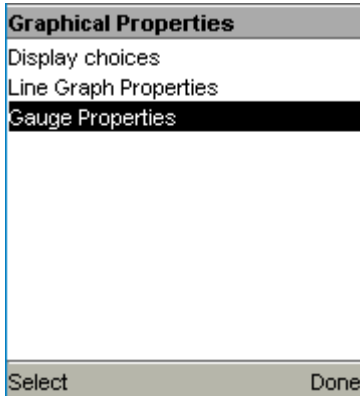 Graphical Properties
Display choices
Line Graph Properties
Gauge Properties
Select Done